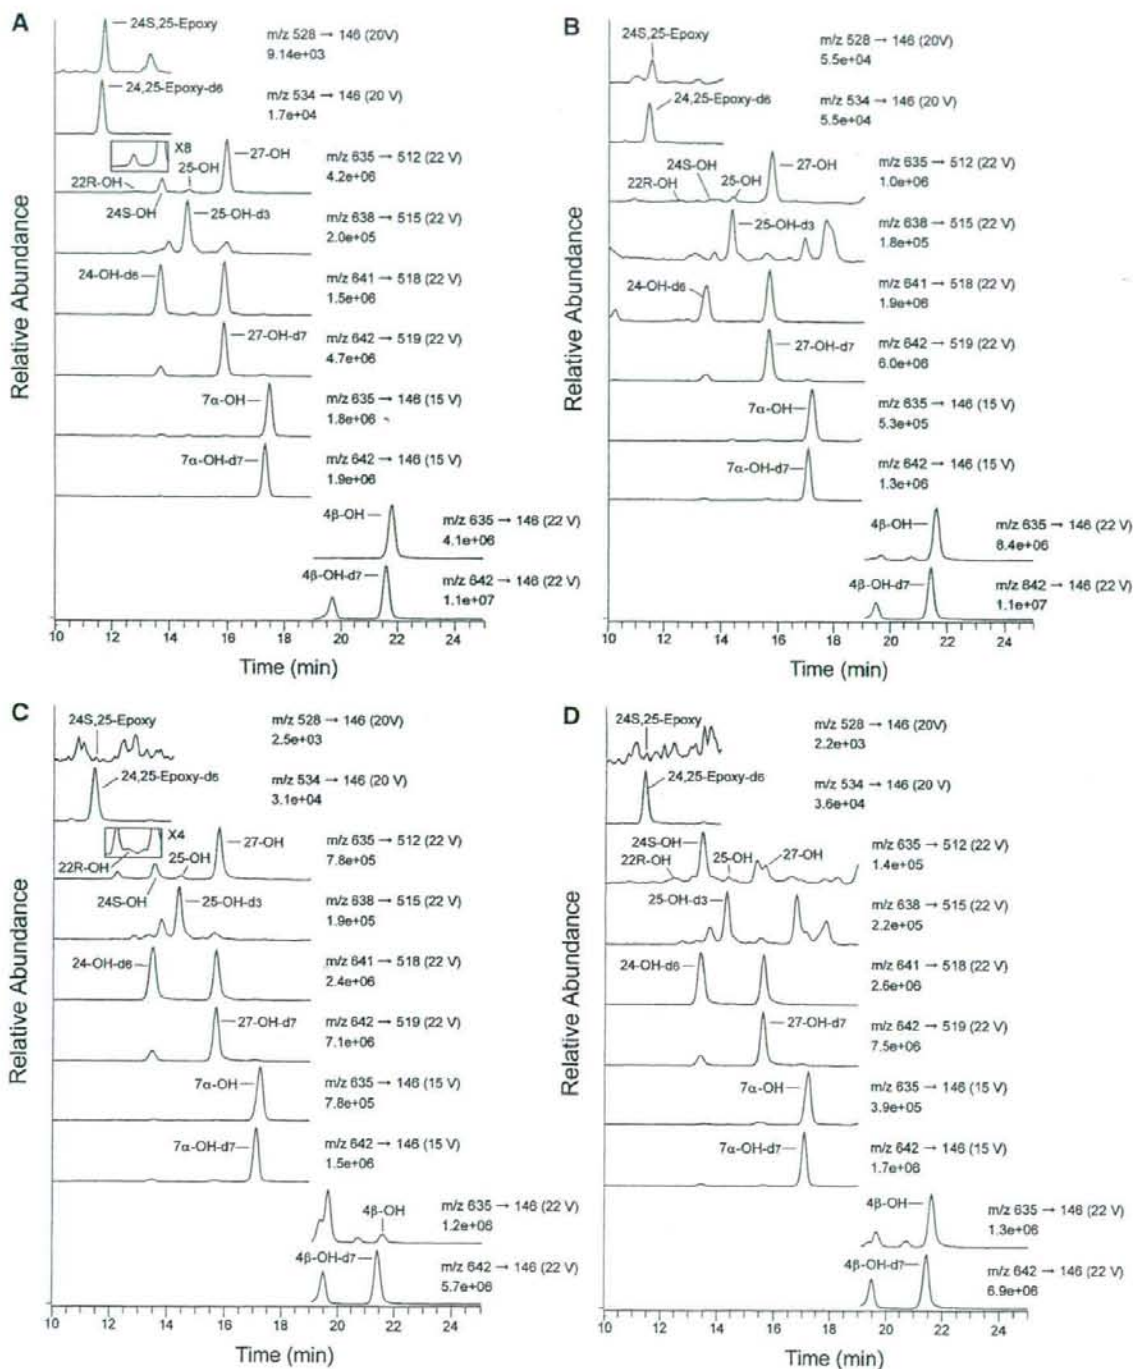 A
24S,25-Epoxy
m/z 528 → 146 (20V)
9.14e+03
24,25-Epoxy-d6
m/z 534 → 146 (20 V)
1.7e+04
X8
27-OH
25-OH
22R-OH
24S-OH
m/z 635 → 512 (22 V)
4.2e+06
25-OH-d3
m/z 638 → 515 (22 V)
2.0e+05
24-OH-d6
m/z 641 → 518 (22 V)
1.5e+06
27-OH-d7
m/z 642 → 519 (22 V)
4.7e+06
7α-OH
m/z 635 → 146 (15 V)
1.8e+06
7α-OH-d7
m/z 642 → 146 (15 V)
1.9e+06
4β-OH
m/z 635 → 146 (22 V)
4.1e+06
4β-OH-d7
m/z 642 → 146 (22 V)
1.1e+07
Relative Abundance
10 12 14 16 18 20 22 24
Time (min)
B
24S,25-Epoxy
m/z 528 → 146 (20V)
5.5e+04
24,25-Epoxy-d6
m/z 534 → 146 (20 V)
5.5e+04
24S-OH
27-OH
22R-OH
25-OH
m/z 635 → 512 (22 V)
1.0e+06
25-OH-d3
m/z 638 → 515 (22 V)
1.8e+05
24-OH-d6
m/z 641 → 518 (22 V)
1.9e+06
27-OH-d7
m/z 642 → 519 (22 V)
6.0e+06
7α-OH
m/z 635 → 146 (15 V)
5.3e+05
7α-OH-d7
m/z 642 → 146 (15 V)
1.3e+06
4β-OH
m/z 635 → 146 (22 V)
8.4e+06
4β-OH-d7
m/z 642 → 146 (22 V)
1.1e+07
Relative Abundance
10 12 14 16 18 20 22 24
Time (min)
C
24S,25-Epoxy
m/z 528 → 146 (20V)
2.5e+03
24,25-Epoxy-d6
m/z 534 → 146 (20 V)
3.1e+04
X4
27-OH
22R-OH
25-OH
24S-OH
m/z 635 → 512 (22 V)
7.8e+05
25-OH-d3
m/z 638 → 515 (22 V)
1.9e+05
24-OH-d6
m/z 641 → 518 (22 V)
2.4e+06
27-OH-d7
m/z 642 → 519 (22 V)
7.1e+06
7α-OH
m/z 635 → 146 (15 V)
7.8e+05
7α-OH-d7
m/z 642 → 146 (15 V)
1.5e+06
4β-OH
m/z 635 → 146 (22 V)
1.2e+06
4β-OH-d7
m/z 642 → 146 (22 V)
5.7e+06
Relative Abundance
10 12 14 16 18 20 22 24
Time (min)
D
24S,25-Epoxy
m/z 528 → 146 (20V)
2.2e+03
24,25-Epoxy-d6
m/z 534 → 146 (20 V)
3.6e+04
24S-OH
22R-OH
25-OH
27-OH
m/z 635 → 512 (22 V)
1.4e+05
25-OH-d3
m/z 638 → 515 (22 V)
2.2e+05
24-OH-d6
m/z 641 → 518 (22 V)
2.6e+06
27-OH-d7
m/z 642 → 519 (22 V)
7.5e+06
7α-OH
m/z 635 → 146 (15 V)
3.9e+05
7α-OH-d7
m/z 642 → 146 (15 V)
1.7e+06
4β-OH
m/z 635 → 146 (22 V)
1.3e+06
4β-OH-d7
m/z 642 → 146 (22 V)
6.9e+06
Relative Abundance
10 12 14 16 18 20 22 24
Time (min)